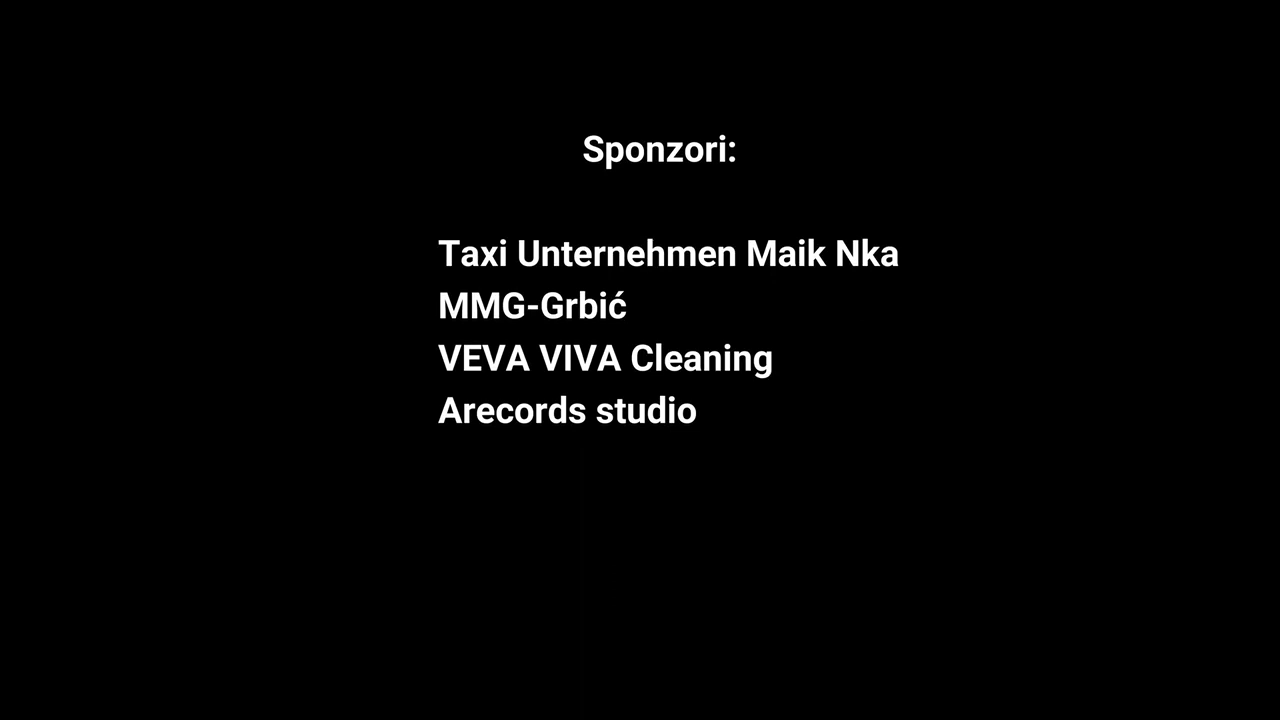 Sponzori:
Taxi Unternehmen Maik Nka
MMG-Grbić
VEVA VIVA Cleaning
Arecords studio